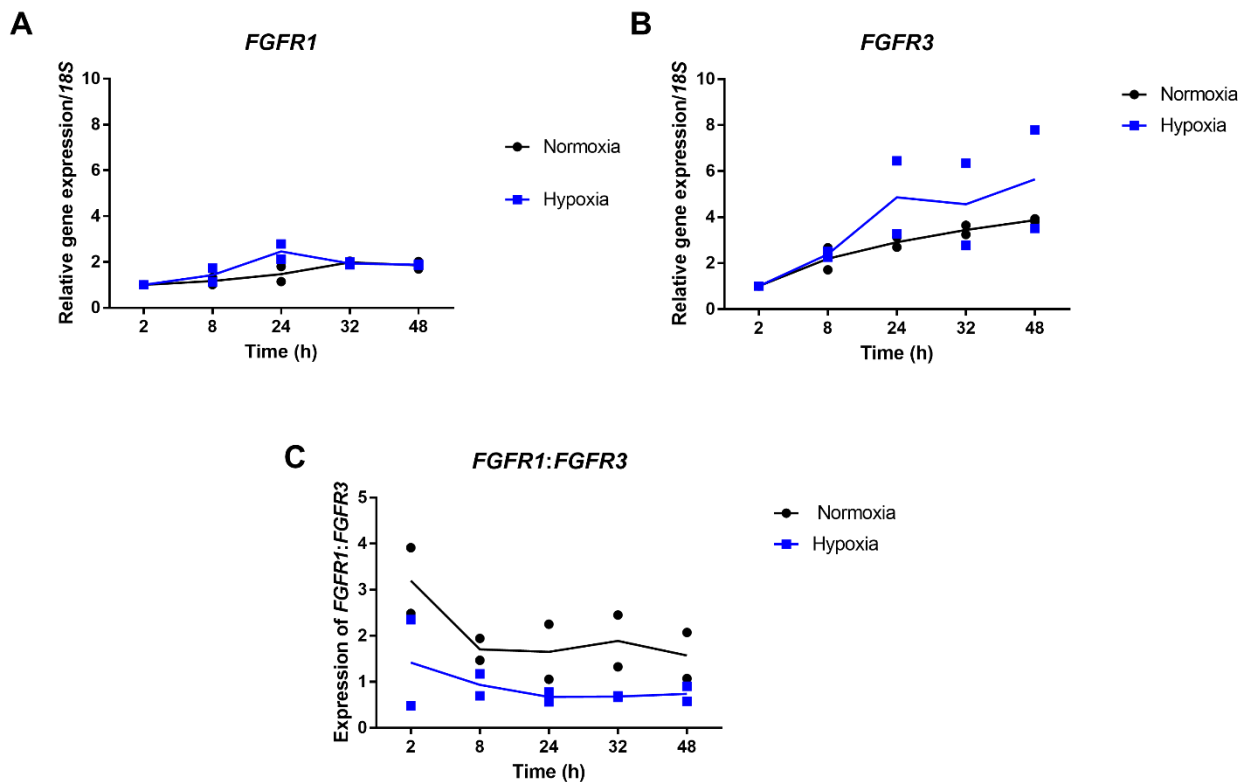 A
FGFR1
Relative gene expression/18S
10
8
6
4
2
0
2 8 24 32 48
Time (h)
Normoxia
Hypoxia
B
FGFR3
Relative gene expression/18S
10
8
6
4
2
0
2 8 24 32 48
Time (h)
Normoxia
Hypoxia
C
FGFR1:FGFR3
Expression of FGFR1:FGFR3
5
4
3
2
1
0
2 8 24 32 48
Time (h)
Normoxia
Hypoxia